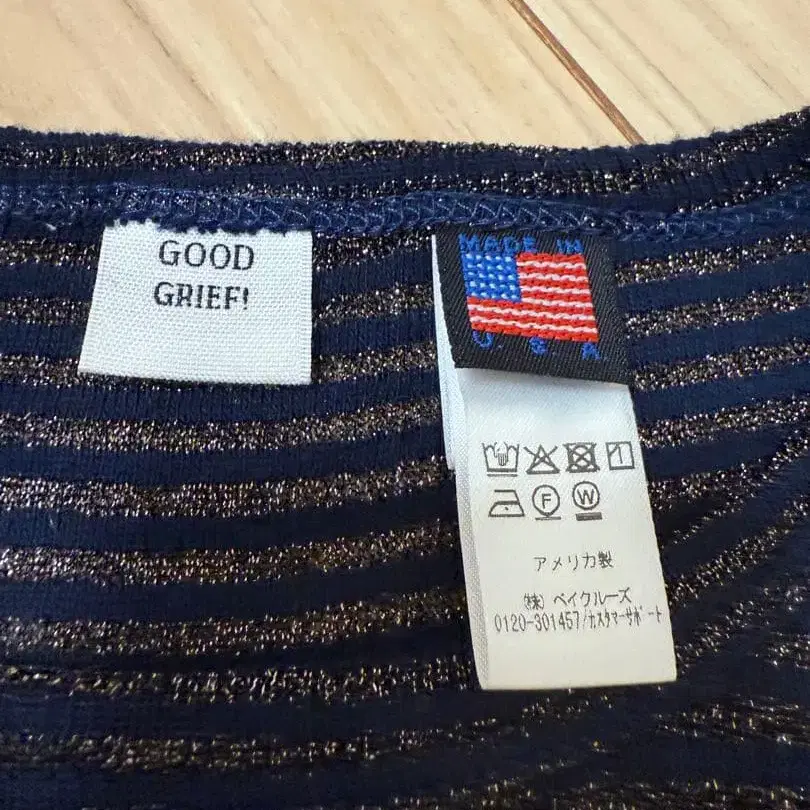 GOOD
GRIEF!
MADE IN
USA
F W
アメリカ製
㈱ ベイクルーズ
0120-301457/カスタマーサポート